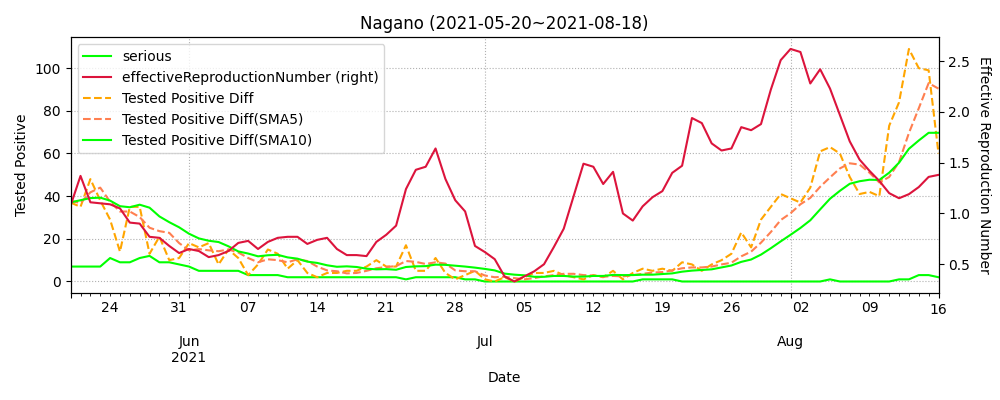 Nagano (2021-05-20~2021-08-18)
serious
effectiveReproductionNumber (right)
Tested Positive Diff
Tested Positive Diff(SMA5)
Tested Positive Diff(SMA10)
Tested Positive
100
80
60
40
20
0
2.5
2.0
1.5
1.0
0.5
Effective Reproduction Number
24 31 07 14 21 28 05 12 19 26 02 09 16
Jun Jul Aug
2021
Date